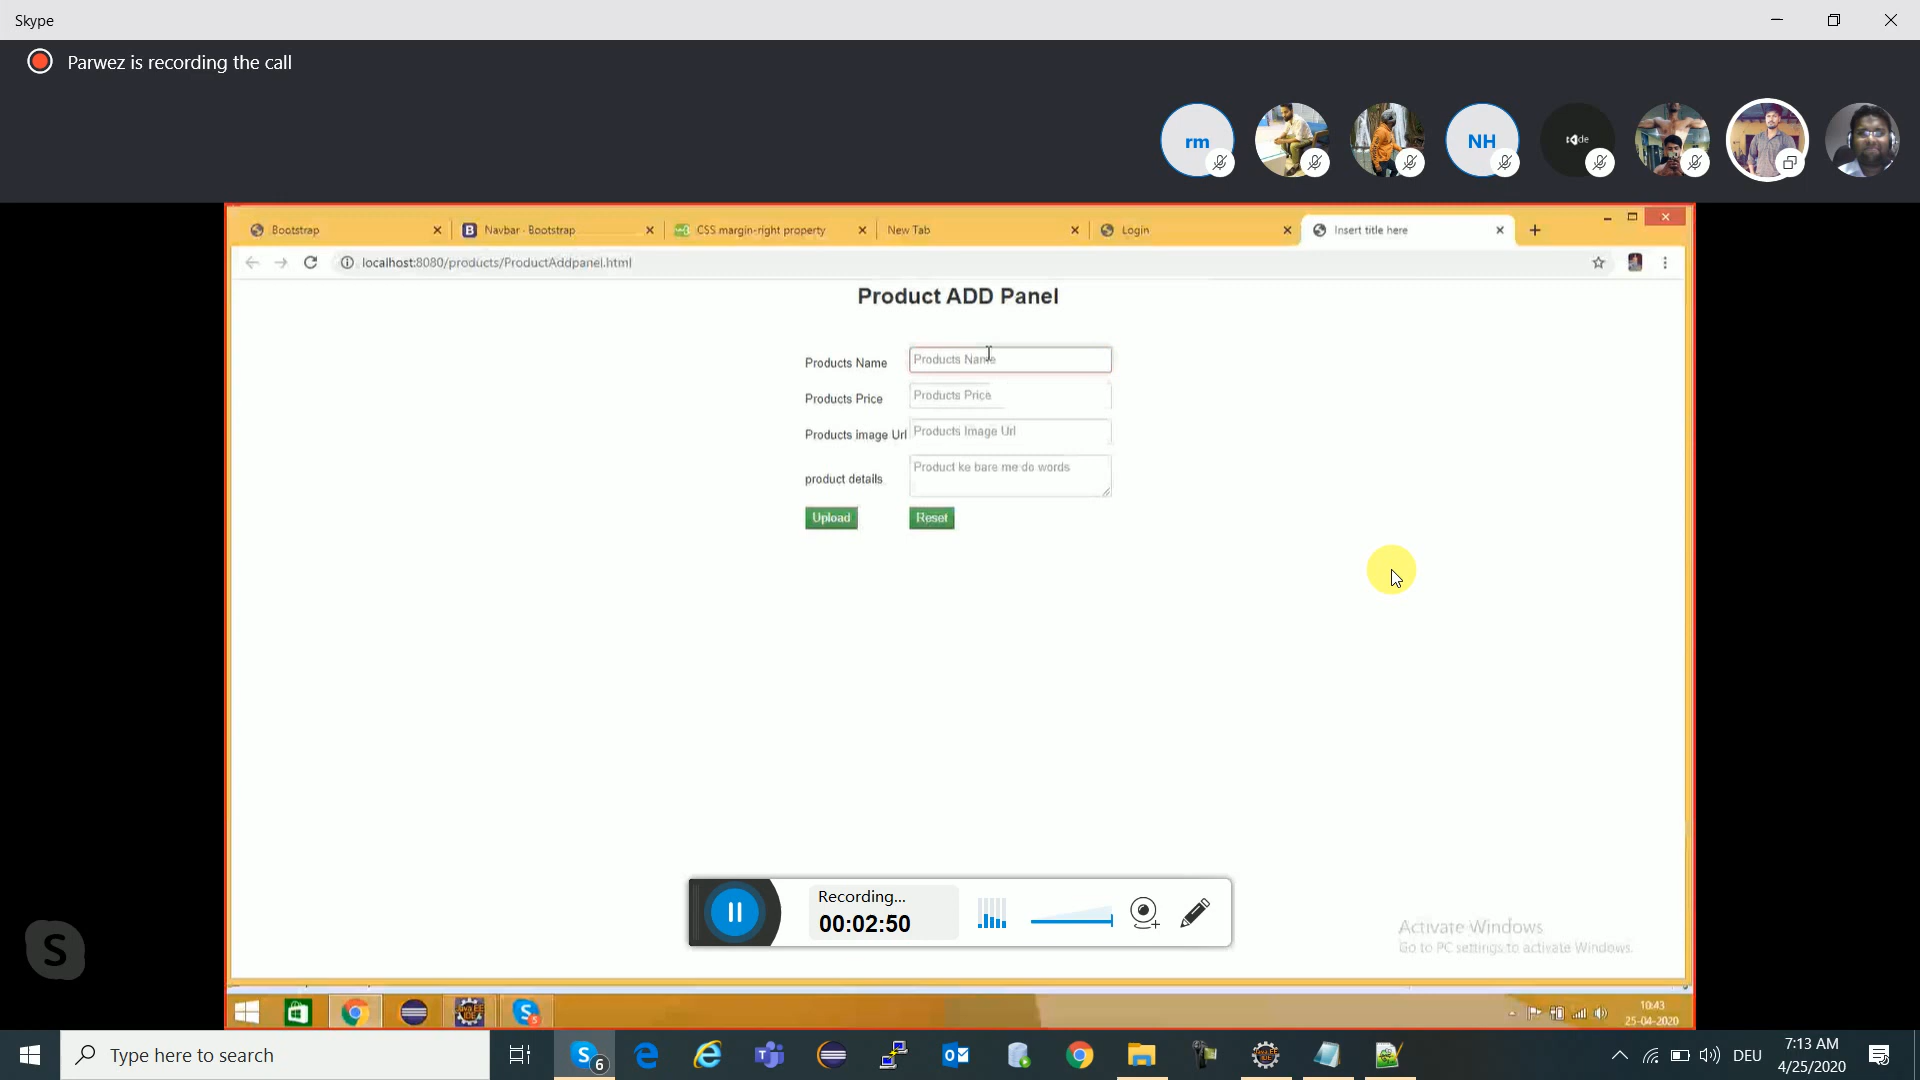 Skype
Parwez is recording the call
rm
NH
Bootstrap
Navbar - Bootstrap
CSS margin-right property
New Tab
Login
Insert title here
localhost:8080/products/ProductAddpanel.html
Product ADD Panel
Products Name
Products Name
Products Price
Products Price
Products image Url
Products Image Url
product details
Product ke bare me do words
Upload
Reset
Recording...
00:02:50
Activate Windows
Go to PC settings to activate Windows.
10:43
25-04-2020
Type here to search
6
DEU
7:13 AM
4/25/2020